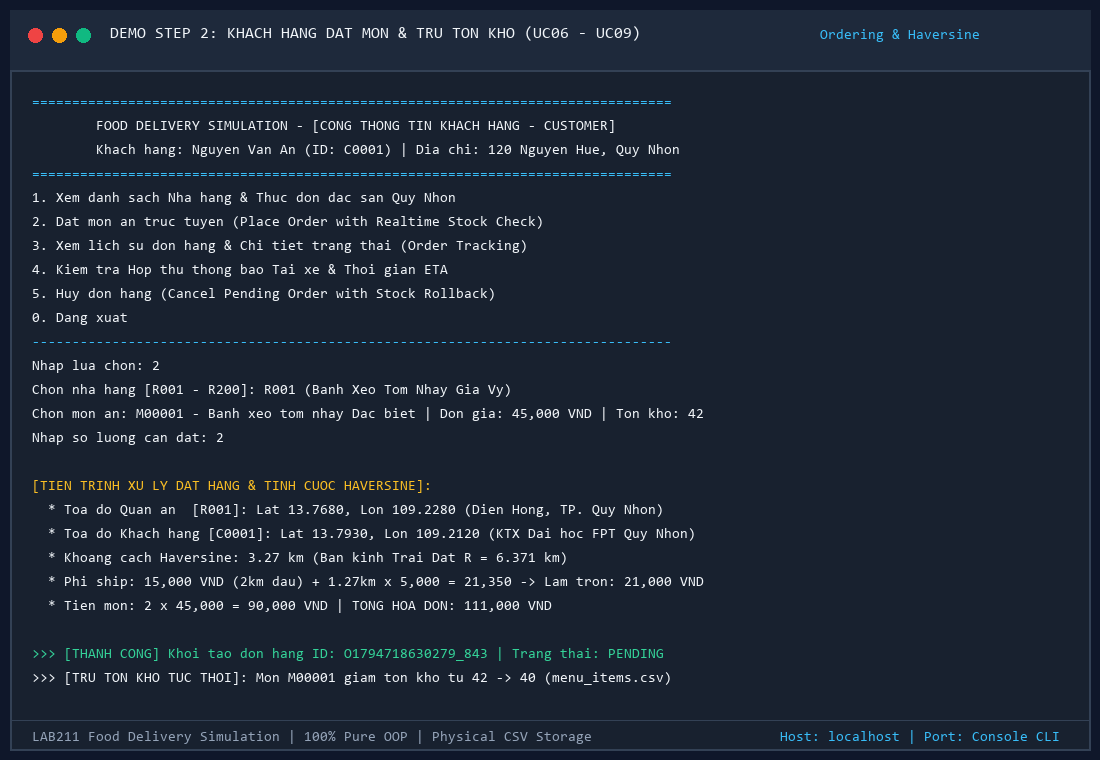 DEMO STEP 2: KHACH HANG DAT MON & TRU TON KHO (UC06 - UC09)
Ordering & Haversine
================================================================================
FOOD DELIVERY SIMULATION - [CONG THONG TIN KHACH HANG - CUSTOMER]
Khach hang: Nguyen Van An (ID: C0001) | Dia chi: 120 Nguyen Hue, Quy Nhon
================================================================================
1. Xem danh sach Nha hang & Thuc don dac san Quy Nhon
2. Dat mon an truc tuyen (Place Order with Realtime Stock Check)
3. Xem lich su don hang & Chi tiet trang thai (Order Tracking)
4. Kiem tra Hop thu thong bao Tai xe & Thoi gian ETA
5. Huy don hang (Cancel Pending Order with Stock Rollback)
0. Dang xuat
--------------------------------------------------------------------------------
Nhap lua chon: 2
Chon nha hang [R001 - R200]: R001 (Banh Xeo Tom Nhay Gia Vy)
Chon mon an: M00001 - Banh xeo tom nhay Dac biet | Don gia: 45,000 VND | Ton kho: 42
Nhap so luong can dat: 2
[TIEN TRINH XU LY DAT HANG & TINH CUOC HAVERSINE]:
* Toa do Quan an  [R001]: Lat 13.7680, Lon 109.2280 (Dien Hong, TP. Quy Nhon)
* Toa do Khach hang [C0001]: Lat 13.7930, Lon 109.2120 (KTX Dai hoc FPT Quy Nhon)
* Khoang cach Haversine: 3.27 km (Ban kinh Trai Dat R = 6.371 km)
* Phi ship: 15,000 VND (2km dau) + 1.27km x 5,000 = 21,350 -> Lam tron: 21,000 VND
* Tien mon: 2 x 45,000 = 90,000 VND | TONG HOA DON: 111,000 VND
>>> [THANH CONG] Khoi tao don hang ID: O1794718630279_843 | Trang thai: PENDING
>>> [TRU TON KHO TUC THOI]: Mon M00001 giam ton kho tu 42 -> 40 (menu_items.csv)
LAB211 Food Delivery Simulation | 100% Pure OOP | Physical CSV Storage
Host: localhost | Port: Console CLI